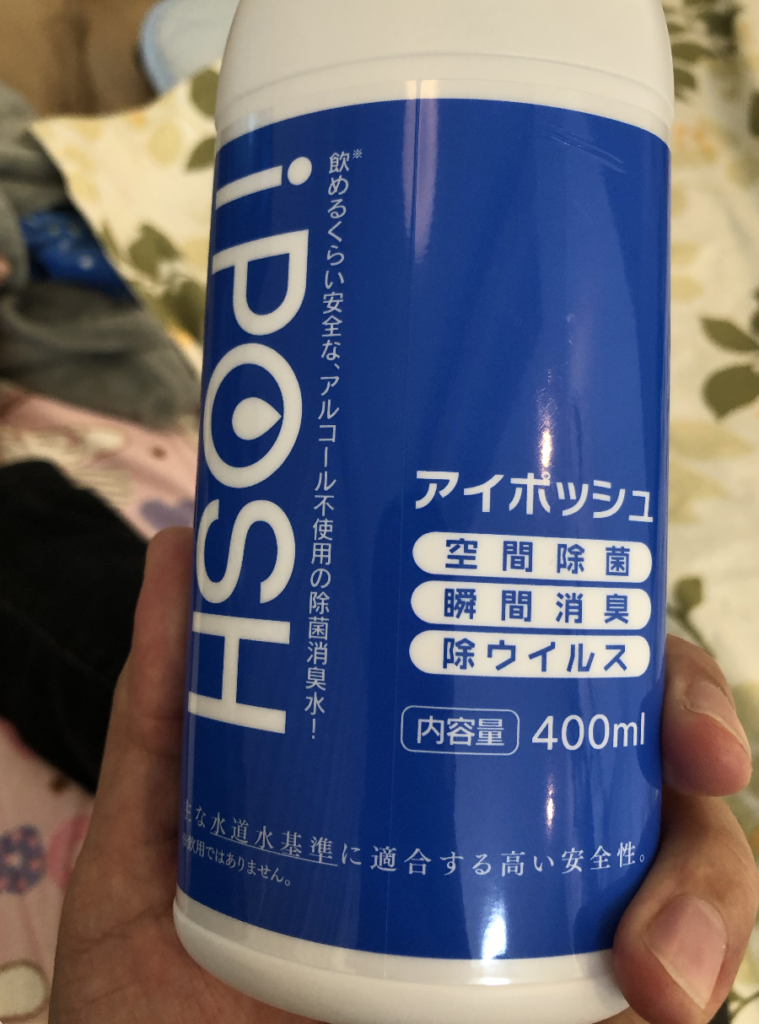 iPOSH
※飲めるくらい安全な、アルコール不使用の除菌消臭水！
アイポッシュ
空間除菌
瞬間消臭
除ウイルス
内容量 400ml
主な水道水基準に適合する高い安全性。
※飲用ではありません。